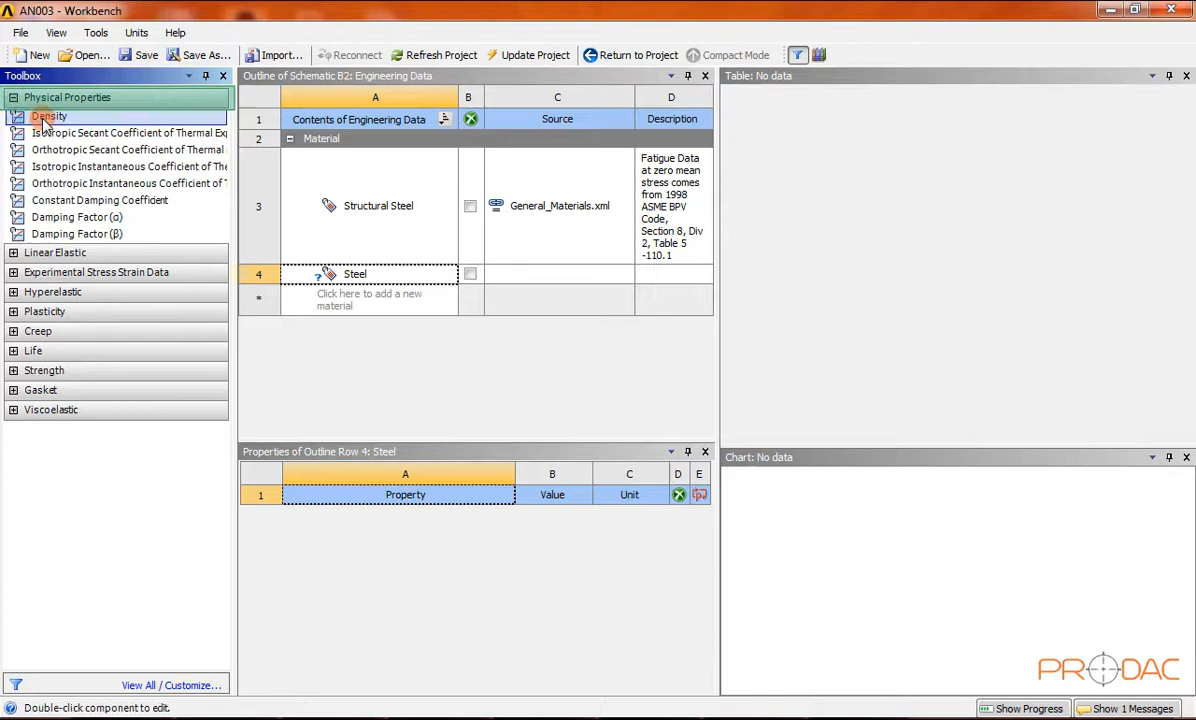 AN003 - Workbench
File View Tools Units Help
New Open... Save Save As... Import... Reconnect Refresh Project Update Project Return to Project Compact Mode
Toolbox
Physical Properties
Density
Isotropic Secant Coefficient of Thermal Exp
Orthotropic Secant Coefficient of Thermal
Isotropic Instantaneous Coefficient of The
Orthotropic Instantaneous Coefficient of T
Constant Damping Coefficient
Damping Factor (α)
Damping Factor (β)
Linear Elastic
Experimental Stress Strain Data
Hyperelastic
Plasticity
Creep
Life
Strength
Gasket
Viscoelastic
View All / Customize...
Outline of Schematic B2: Engineering Data
A B C D
1 Contents of Engineering Data Source Description
2 Material
3 Structural Steel General_Materials.xml
Fatigue Data
at zero mean
stress comes
from 1998
ASME BPV
Code,
Section 8, Div
2, Table 5
-110.1
4 ? Steel
* Click here to add a new
material
Properties of Outline Row 4: Steel
A B C D E
1 Property Value Unit
Table: No data
Chart: No data
PRODAC
Double-click component to edit.
Show Progress Show 1 Messages